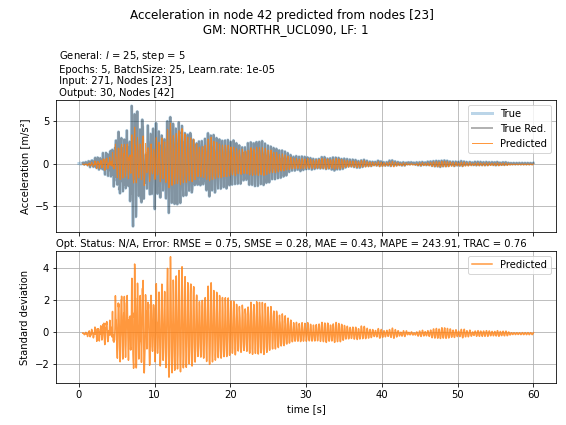 Acceleration in node 42 predicted from nodes [23]
GM: NORTHR_UCL090, LF: 1
General: l = 25, step = 5
Epochs: 5, BatchSize: 25, Learn.rate: 1e-05
Input: 271, Nodes [23]
Output: 30, Nodes [42]
True
True Red.
Predicted
5
0
−5
Acceleration [m/s²]
Opt. Status: N/A, Error: RMSE = 0.75, SMSE = 0.28, MAE = 0.43, MAPE = 243.91, TRAC = 0.76
Predicted
4
2
0
−2
Standard deviation
0 10 20 30 40 50 60
time [s]